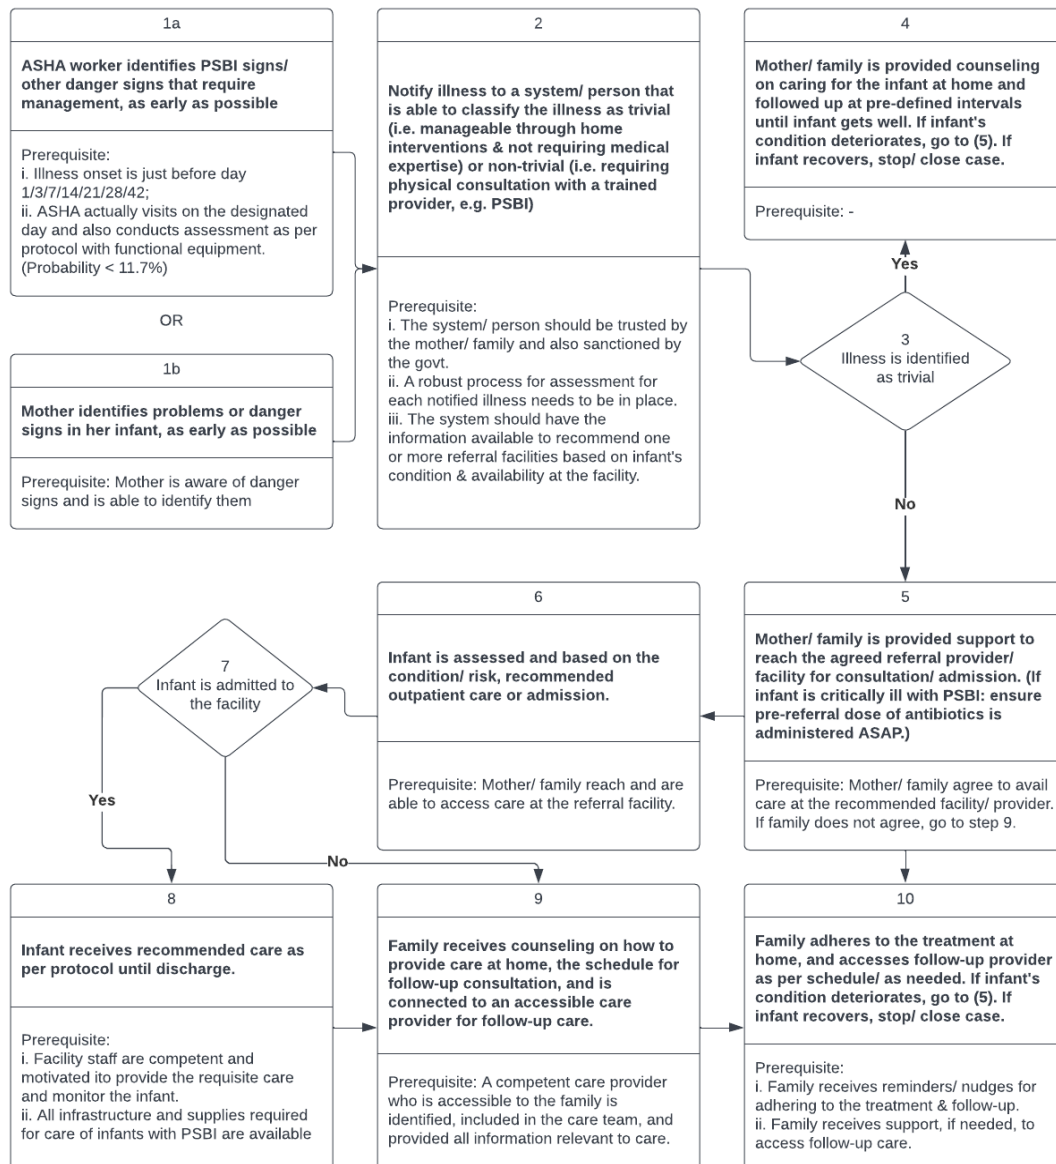 1a
ASHA worker identifies PSBI signs/
other danger signs that require
management, as early as possible
Prerequisite:
i. Illness onset is just before day
1/3/7/14/21/28/42;
ii. ASHA actually visits on the designated
day and also conducts assessment as per
protocol with functional equipment.
(Probability < 11.7%)
OR
1b
Mother identifies problems or danger
signs in her infant, as early as possible
Prerequisite: Mother is aware of danger
signs and is able to identify them
2
Notify illness to a system/ person that
is able to classify the illness as trivial
(i.e. manageable through home
interventions & not requiring medical
expertise) or non-trivial (i.e. requiring
physical consultation with a trained
provider, e.g. PSBI)
Prerequisite:
i. The system/ person should be trusted by
the mother/ family and also sanctioned by
the govt.
ii. A robust process for assessment for
each notified illness needs to be in place.
iii. The system should have the
information available to recommend one
or more referral facilities based on infant's
condition & availability at the facility.
4
Mother/ family is provided counseling
on caring for the infant at home and
followed up at pre-defined intervals
until infant gets well. If infant's
condition deteriorates, go to (5). If
infant recovers, stop/ close case.
Prerequisite: -
Yes
3
Illness is identified
as trivial
No
5
Mother/ family is provided support to
reach the agreed referral provider/
facility for consultation/ admission. (If
infant is critically ill with PSBI: ensure
pre-referral dose of antibiotics is
administered ASAP.)
Prerequisite: Mother/ family agree to avail
care at the recommended facility/ provider.
If family does not agree, go to step 9.
6
Infant is assessed and based on the
condition/ risk, recommended
outpatient care or admission.
Prerequisite: Mother/ family reach and are
able to access care at the referral facility.
7
Infant is admitted to
the facility
Yes
No
8
Infant receives recommended care as
per protocol until discharge.
Prerequisite:
i. Facility staff are competent and
motivated ito provide the requisite care
and monitor the infant.
ii. All infrastructure and supplies required
for care of infants with PSBI are available
9
Family receives counseling on how to
provide care at home, the schedule for
follow-up consultation, and is
connected to an accessible care
provider for follow-up care.
Prerequisite: A competent care provider
who is accessible to the family is
identified, included in the care team, and
provided all information relevant to care.
10
Family adheres to the treatment at
home, and accesses follow-up provider
as per schedule/ as needed. If infant's
condition deteriorates, go to (5). If
infant recovers, stop/ close case.
Prerequisite:
i. Family receives reminders/ nudges for
adhering to the treatment & follow-up.
ii. Family receives support, if needed, to
access follow-up care.